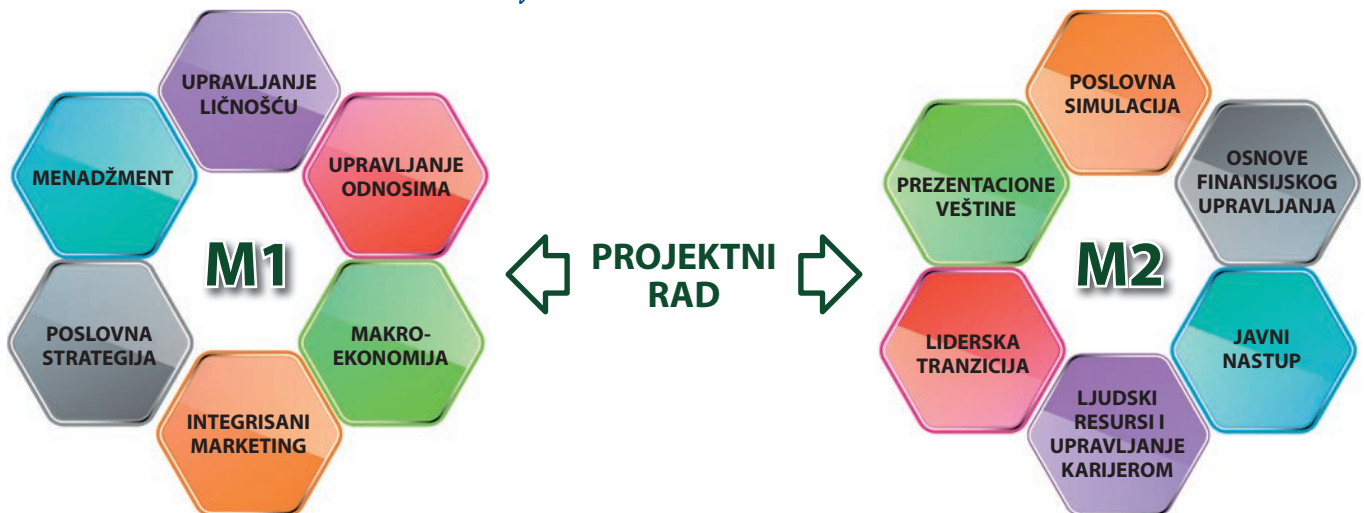 UPRAVLJANJE
LIČNOŠĆU
UPRAVLJANJE
ODNOSIMA
MAKRO-
EKONOMIJA
INTEGRISANI
MARKETING
POSLOVNA
STRATEGIJA
MENADŽMENT
M1
PROJEKTNI
RAD
POSLOVNA
SIMULACIJA
OSNOVE
FINANSIJSKOG
UPRAVLJANJA
JAVNI
NASTUP
LJUDSKI
RESURSI I
UPRAVLJANJE
KARIJEROM
LIDERSKA
TRANZICIJA
PREZENTACIONE
VEŠTINE
M2